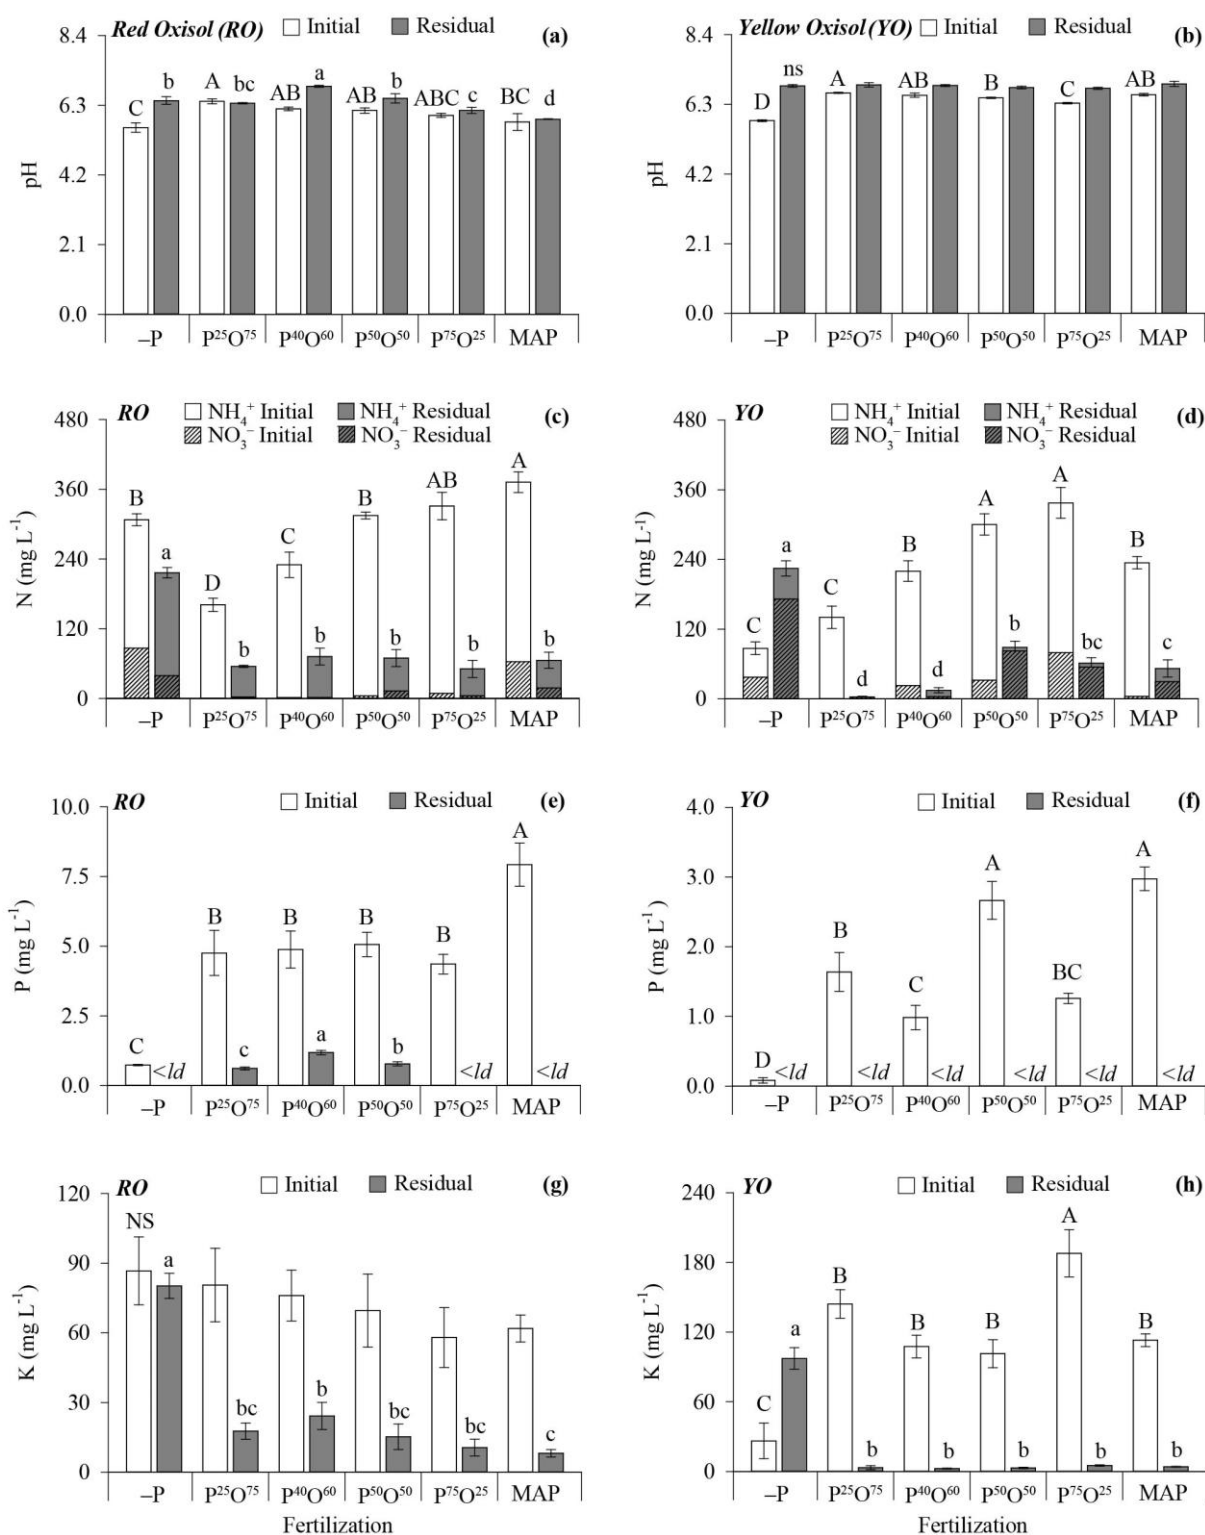 Red Oxisol (RO) Initial Residual (a)
8.4
6.3
4.2
2.1
0.0
pH
C b A bc AB a AB b ABC c BC d
–P P²⁵O⁷⁵ P⁴⁰O⁶⁰ P⁵⁰O⁵⁰ P⁷⁵O²⁵ MAP
Yellow Oxisol (YO) Initial Residual (b)
8.4
6.3
4.2
2.1
0.0
pH
D ns A AB B C AB
–P P²⁵O⁷⁵ P⁴⁰O⁶⁰ P⁵⁰O⁵⁰ P⁷⁵O²⁵ MAP
RO NH₄⁺ Initial NH₄⁺ Residual (c)
NO₃⁻ Initial NO₃⁻ Residual
480
360
240
120
0
N (mg L⁻¹)
B a D b C b B b AB b A b
–P P²⁵O⁷⁵ P⁴⁰O⁶⁰ P⁵⁰O⁵⁰ P⁷⁵O²⁵ MAP
YO NH₄⁺ Initial NH₄⁺ Residual (d)
NO₃⁻ Initial NO₃⁻ Residual
480
360
240
120
0
N (mg L⁻¹)
C a C d B d A b A bc B c
–P P²⁵O⁷⁵ P⁴⁰O⁶⁰ P⁵⁰O⁵⁰ P⁷⁵O²⁵ MAP
RO Initial Residual (e)
10.0
7.5
5.0
2.5
0.0
P (mg L⁻¹)
C <ld B c B a B b B <ld A <ld
–P P²⁵O⁷⁵ P⁴⁰O⁶⁰ P⁵⁰O⁵⁰ P⁷⁵O²⁵ MAP
YO Initial Residual (f)
4.0
3.0
2.0
1.0
0.0
P (mg L⁻¹)
D <ld B <ld C <ld A <ld BC <ld A <ld
–P P²⁵O⁷⁵ P⁴⁰O⁶⁰ P⁵⁰O⁵⁰ P⁷⁵O²⁵ MAP
RO Initial Residual (g)
120
90
60
30
0
K (mg L⁻¹)
NS a bc b bc bc c
–P P²⁵O⁷⁵ P⁴⁰O⁶⁰ P⁵⁰O⁵⁰ P⁷⁵O²⁵ MAP
Fertilization
YO Initial Residual (h)
240
180
120
60
0
K (mg L⁻¹)
C a B b B b B b A b B b
–P P²⁵O⁷⁵ P⁴⁰O⁶⁰ P⁵⁰O⁵⁰ P⁷⁵O²⁵ MAP
Fertilization